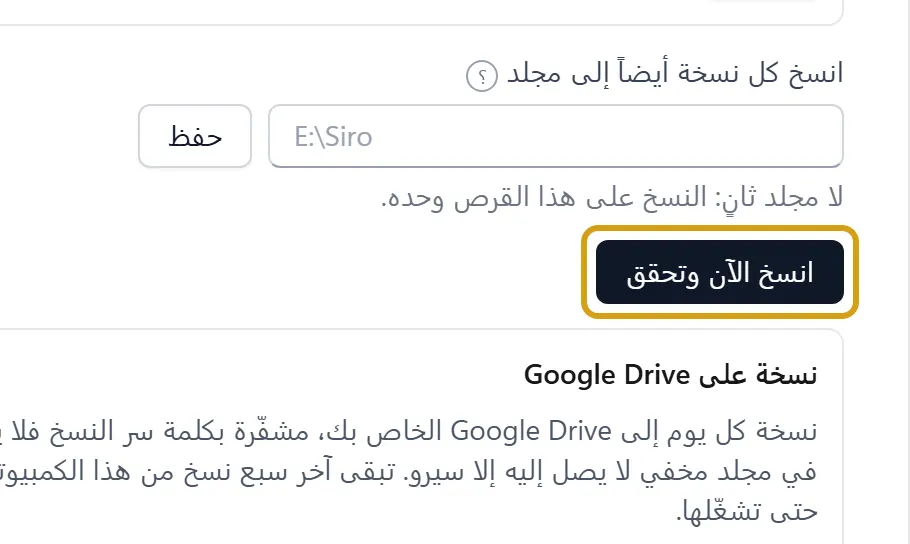 انسخ كل نسخة أيضاً إلى مجلد ؟
E:\Siro حفظ
لا مجلد ثانٍ: النسخ على هذا القرص وحده.
انسخ الآن وتحقق
نسخة على Google Drive
نسخة كل يوم إلى Google Drive الخاص بك، مشفّرة بكلمة سر النسخ فلا
في مجلد مخفي لا يصل إليه إلا سيرو. تبقى آخر سبع نسخ من هذا
حتى تشغّلها.